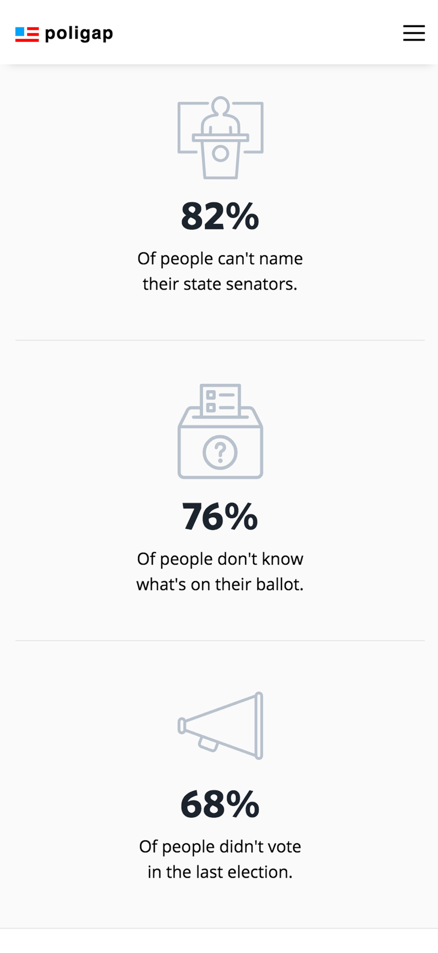 poligap
82%
Of people can't name
their state senators.
?
76%
Of people don't know
what's on their ballot.
68%
Of people didn't vote
in the last election.